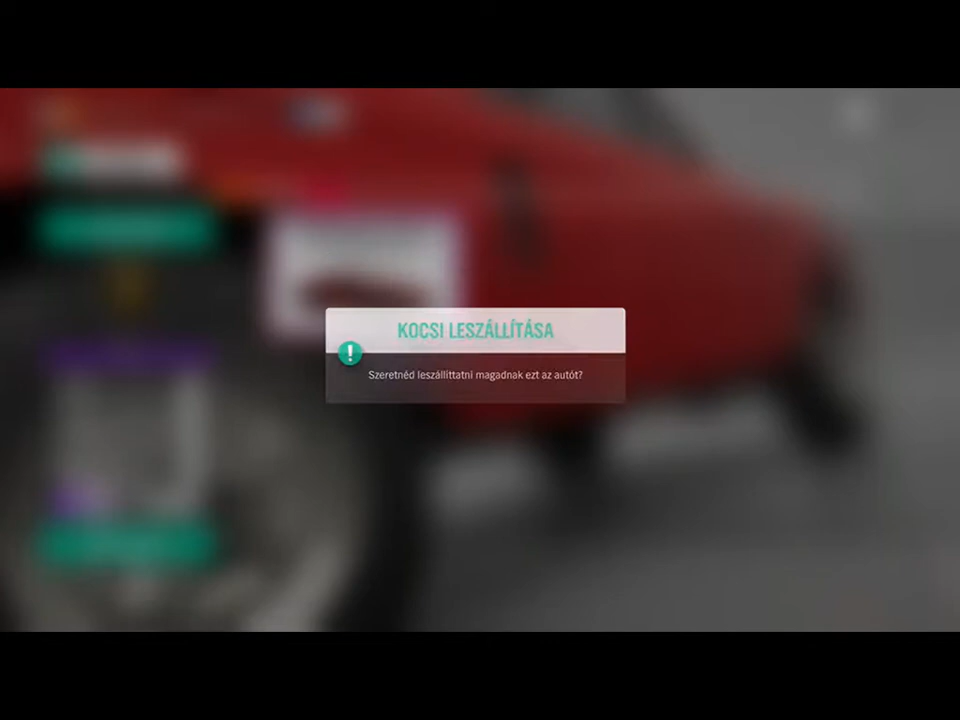 KOCSI LESZÁLLÍTÁSA
!
Szeretnéd leszállíttatni magadnak ezt az autót?